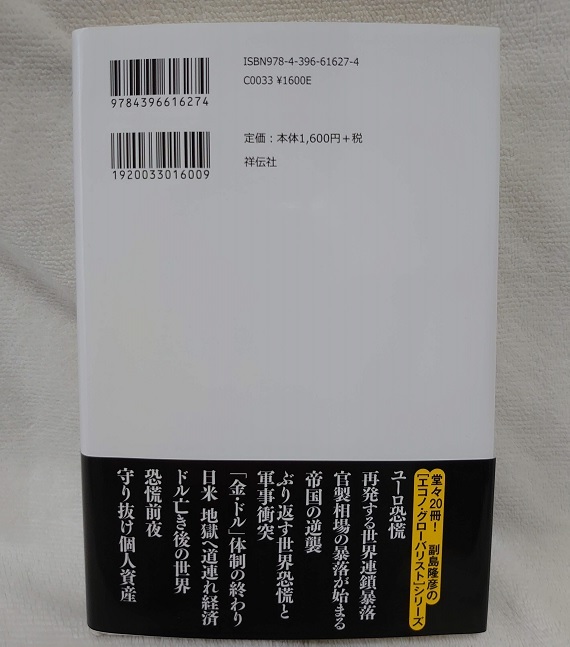 ISBN978-4-396-61627-4
C0033 ¥1600E
9784396616274
定価：本体1,600円＋税
祥伝社
1920033016009
堂々20冊！ 副島隆彦の
［エコノ・グローバリスト］シリーズ
ユーロ恐慌
再発する世界連鎖暴落
官製相場の暴落が始まる
帝国の逆襲
ぶり返す世界恐慌と
軍事衝突
「金・ドル」体制の終わり
日米 地獄へ道連れ経済
ドル亡き後の世界
恐慌前夜
守り抜け個人資産